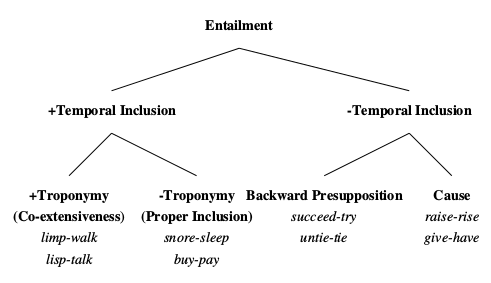 Entailment
+Temporal Inclusion
-Temporal Inclusion
+Troponymy
(Co-extensiveness)
limp-walk
lisp-talk
-Troponymy
(Proper Inclusion)
snore-sleep
buy-pay
Backward Presupposition
succeed-try
untie-tie
Cause
raise-rise
give-have